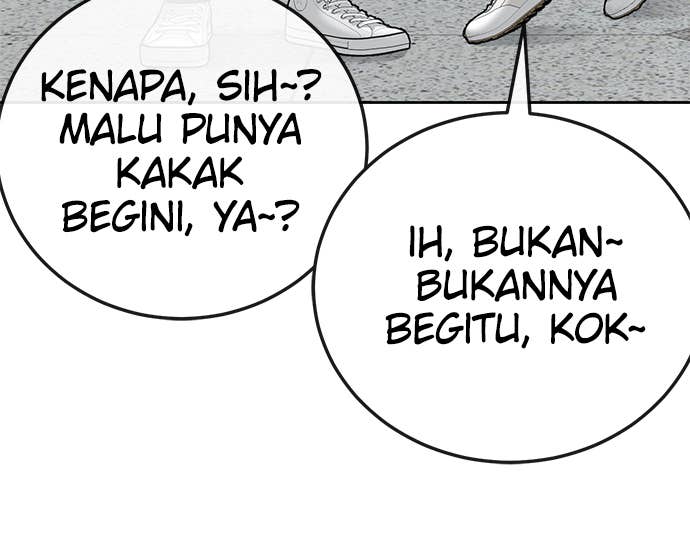 KENAPA, SIH~?
MALU PUNYA
KAKAK
BEGINI, YA~?
IH, BUKAN~
BUKANNYA
BEGITU, KOK~